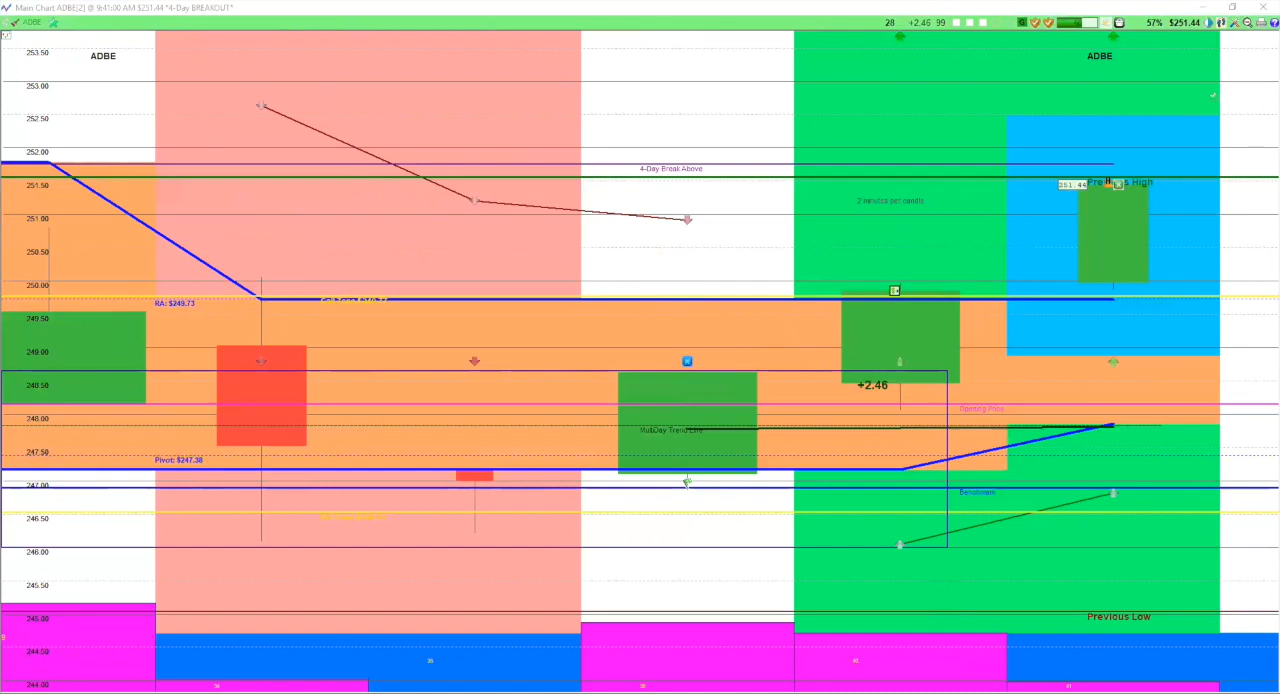 Main Chart ADBE[2] @ 9:41:00 AM $251.44 *4-Day BREAKOUT*
ADBE
28 +2.46 99
57% $251.44
253.50
ADBE
ADBE
253.00
252.50
252.00
4-Day Break Above
251.50
251.44
2 minutes per candle
251.00
250.50
250.00
RA: $249.73
249.50
249.00
248.50
+2.46
Opening Price
248.00
MultiDay Trend Line
247.50
Pivot: $247.38
247.00
Benchmark
246.50
246.00
245.50
245.00
Previous Low
244.50
244.00